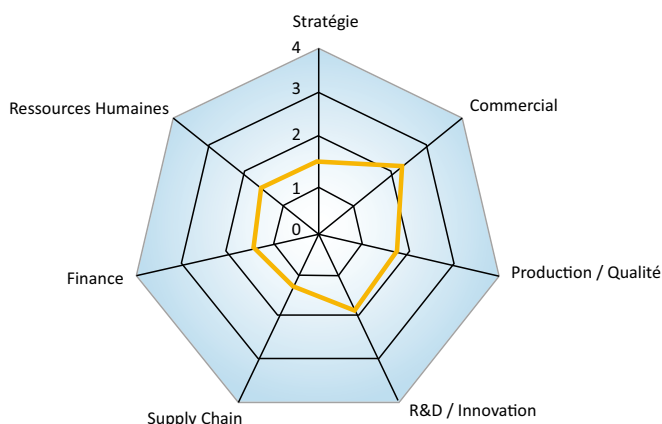 Stratégie
4
3
2
1
0
Commercial
Production / Qualité
R&D / Innovation
Supply Chain
Finance
Ressources Humaines